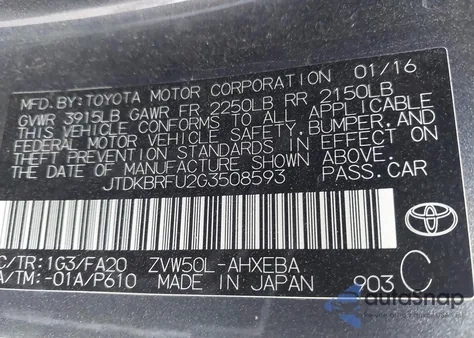 MFD. BY: TOYOTA MOTOR CORPORATION 01/16
GVWR 3915LB GAWR FR 2250LB RR 2150LB
THIS VEHICLE CONFORMS TO ALL APPLICABLE
FEDERAL MOTOR VEHICLE SAFETY, BUMPER, AND
THEFT PREVENTION STANDARDS IN EFFECT ON
THE DATE OF MANUFACTURE SHOWN ABOVE.
JTDKBRFU2G3508593 PASS.CAR
C/TR:1G3/FA20 ZVW50L-AHXEBA
A/TM:-01A/P610 MADE IN JAPAN 903 C
TOYOTA
autosnap